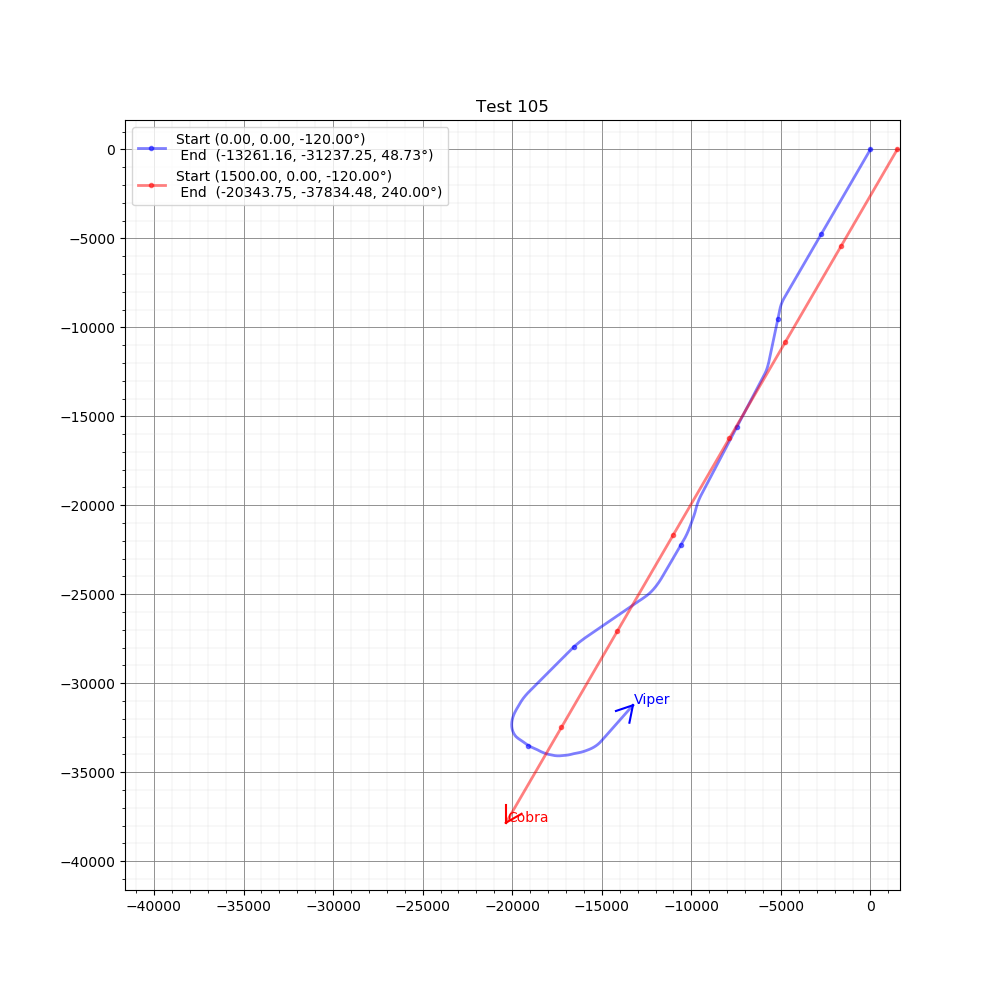 Test 105
Start (0.00, 0.00, -120.00°)
End (-13261.16, -31237.25, 48.73°)
Start (1500.00, 0.00, -120.00°)
End (-20343.75, -37834.48, 240.00°)
0
−5000
−10000
−15000
−20000
−25000
−30000
−35000
−40000
Viper
Cobra
−40000 −35000 −30000 −25000 −20000 −15000 −10000 −5000 0